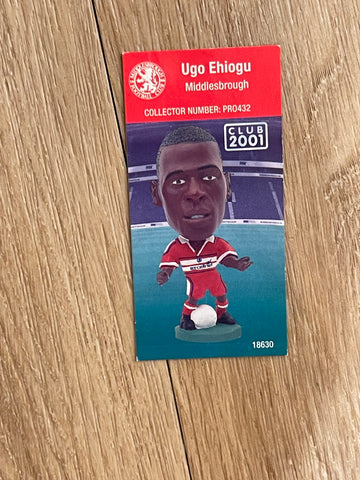 Ugo Ehiogu
Middlesbrough
COLLECTOR NUMBER: PRO432
CLUB
2001
18630